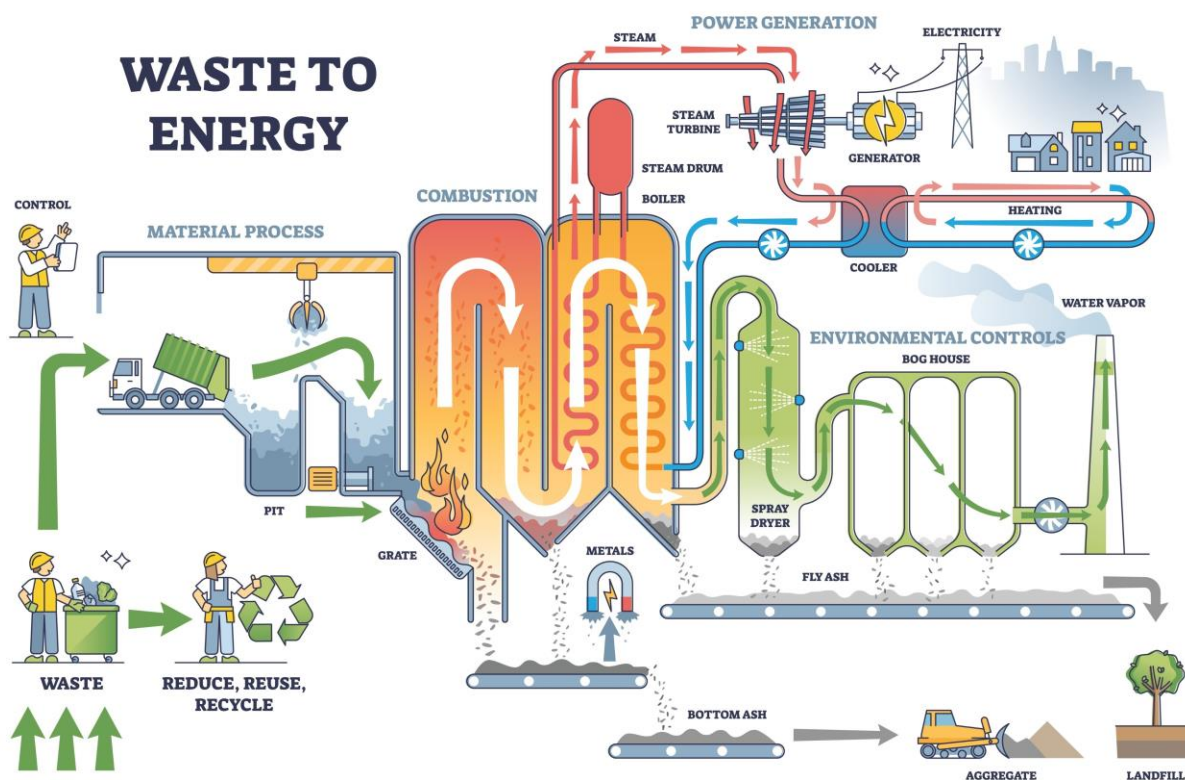 WASTE TO
ENERGY
POWER GENERATION
STEAM
ELECTRICITY
STEAM
TURBINE
GENERATOR
STEAM DRUM
BOILER
COMBUSTION
CONTROL
MATERIAL PROCESS
HEATING
COOLER
WATER VAPOR
ENVIRONMENTAL CONTROLS
BOG HOUSE
PIT
GRATE
SPRAY
DRYER
METALS
FLY ASH
WASTE
REDUCE, REUSE,
RECYCLE
BOTTOM ASH
AGGREGATE
LANDFILL